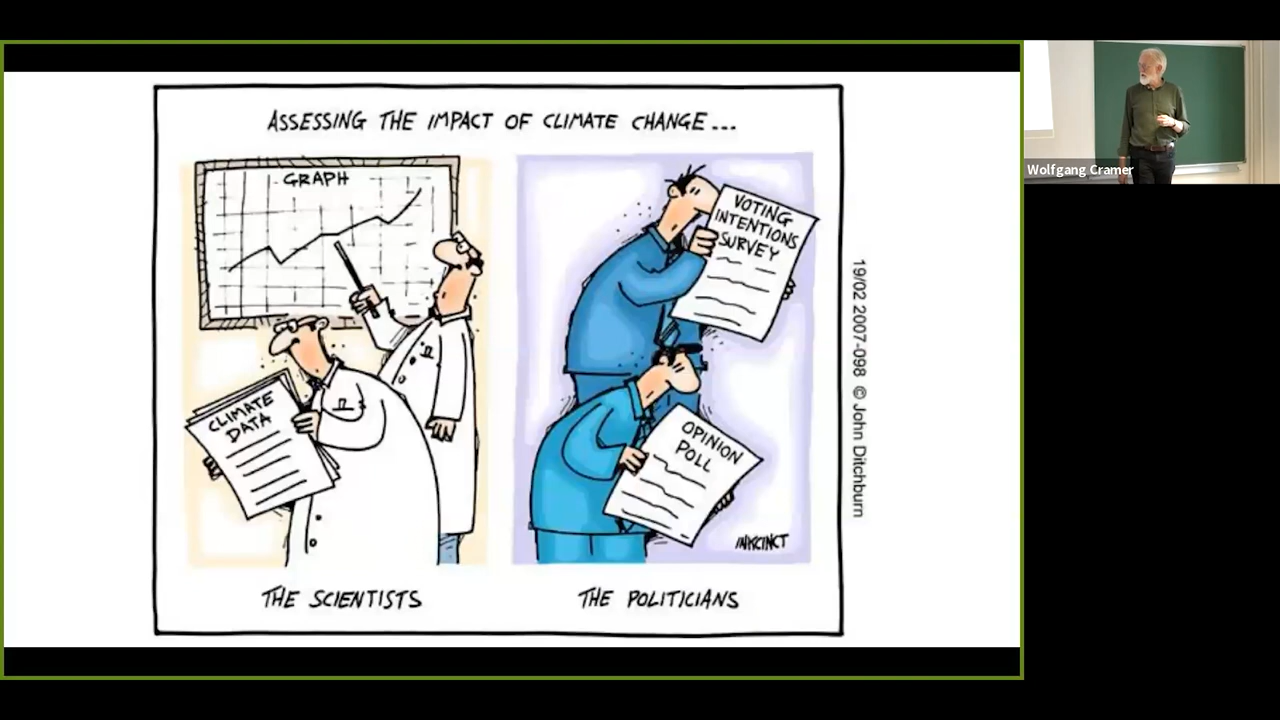 ASSESSING THE IMPACT OF CLIMATE CHANGE...
GRAPH
CLIMATE
DATA
THE SCIENTISTS
VOTING
INTENTIONS
SURVEY
OPINION
POLL
INKCINCT
THE POLITICIANS
19/02 2007-098 © John Ditchburn
Wolfgang Cramer